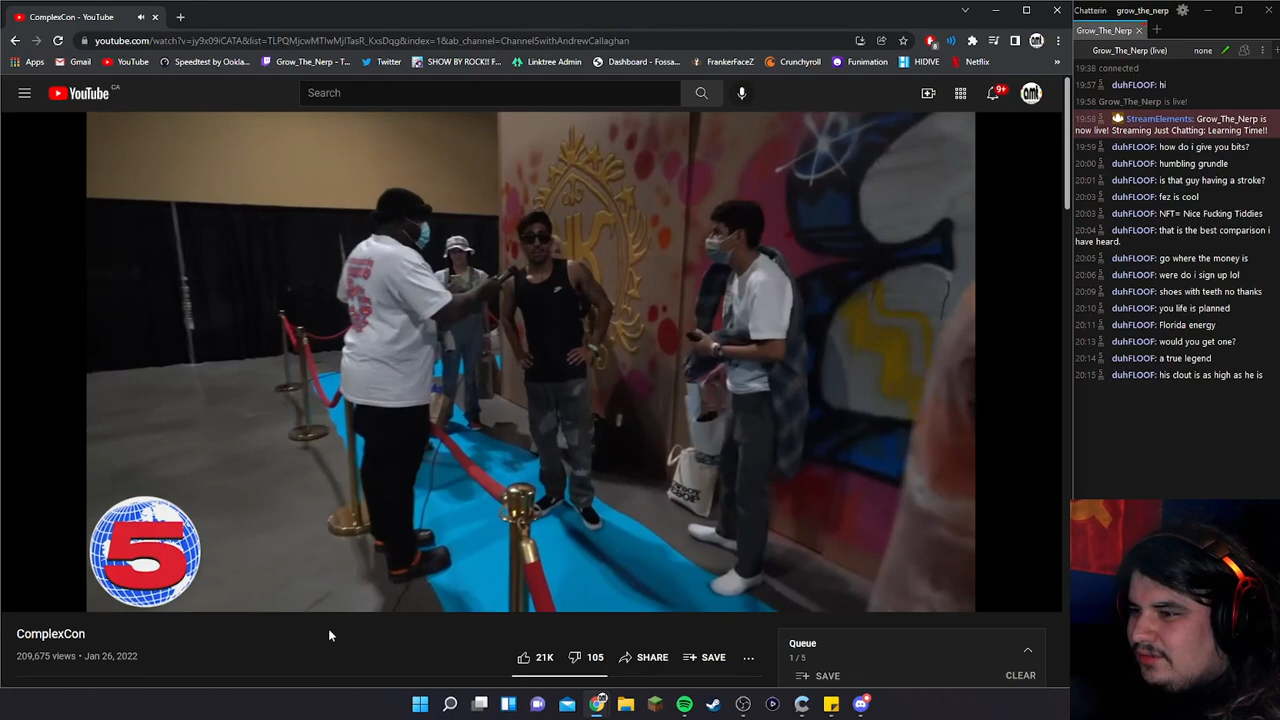 ComplexCon - YouTube
youtube.com/watch?v=jy9x09iCATA&list=TLPQMjcwMTIwMjITasR_KxsDqg&index=1&ab_channel=Channel5withAndrewCallaghan
Apps
Gmail
YouTube
Speedtest by Ookla...
Grow_The_Nerp - T...
Twitter
SHOW BY ROCK!! F...
Linktree Admin
Dashboard - Fossa...
FrankerFaceZ
Crunchyroll
Funimation
HIDIVE
Netflix
YouTube CA
Search
9+
amt
5
ComplexCon
209,675 views • Jan 26, 2022
21K
105
SHARE
SAVE
Queue
1 / 5
SAVE
CLEAR
Chatterin
grow_the_nerp
Grow_The_Nerp
Grow_The_Nerp (live)
none
19:38 connected
19:57 duhFLOOF: hi
19:58 Grow_The_Nerp is live!
19:58 StreamElements: Grow_The_Nerp is
now live! Streaming Just Chatting: Learning Time!!
19:59 duhFLOOF: how do i give you bits?
20:00 duhFLOOF: humbling grundle
20:01 duhFLOOF: is that guy having a stroke?
20:03 duhFLOOF: fez is cool
20:03 duhFLOOF: NFT= Nice Fucking Tiddies
20:04 duhFLOOF: that is the best comparison i
have heard.
20:05 duhFLOOF: go where the money is
20:06 duhFLOOF: were do i sign up lol
20:09 duhFLOOF: shoes with teeth no thanks
20:10 duhFLOOF: you life is planned
20:11 duhFLOOF: Florida energy
20:13 duhFLOOF: would you get one?
20:14 duhFLOOF: a true legend
20:15 duhFLOOF: his clout is as high as he is